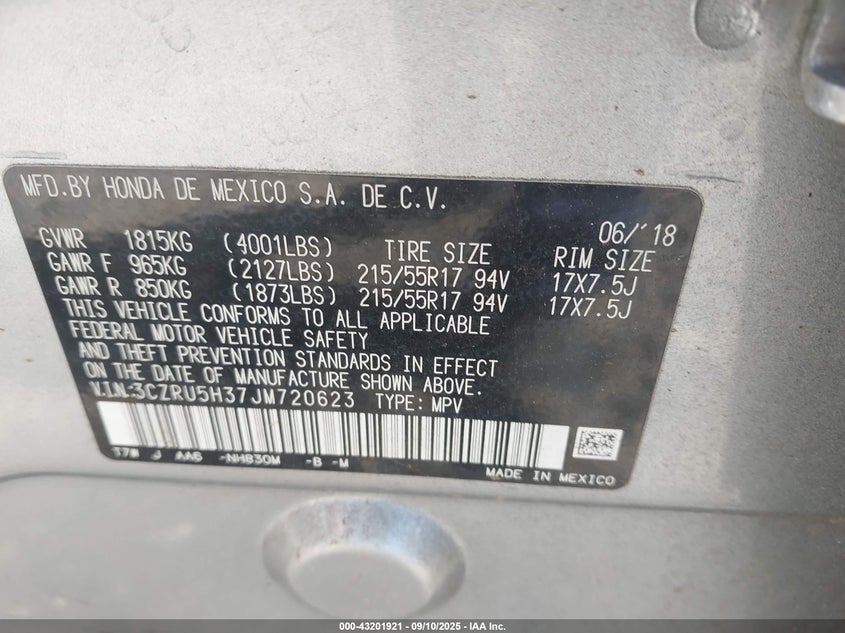 MFD.BY HONDA DE MEXICO S.A. DE C.V.
06/'18
GVWR 1815KG (4001LBS) TIRE SIZE RIM SIZE
GAWR F 965KG (2127LBS) 215/55R17 94V 17X7.5J
GAWR R 850KG (1873LBS) 215/55R17 94V 17X7.5J
THIS VEHICLE CONFORMS TO ALL APPLICABLE
FEDERAL MOTOR VEHICLE SAFETY
AND THEFT PREVENTION STANDARDS IN EFFECT
ON THE DATE OF MANUFACTURE SHOWN ABOVE.
VIN:3CZRU5H37JM720623 TYPE: MPV
T7W J AA6 -NH830M -B -M
MADE IN MEXICO
000-43201921 - 09/10/2025 - IAA Inc.